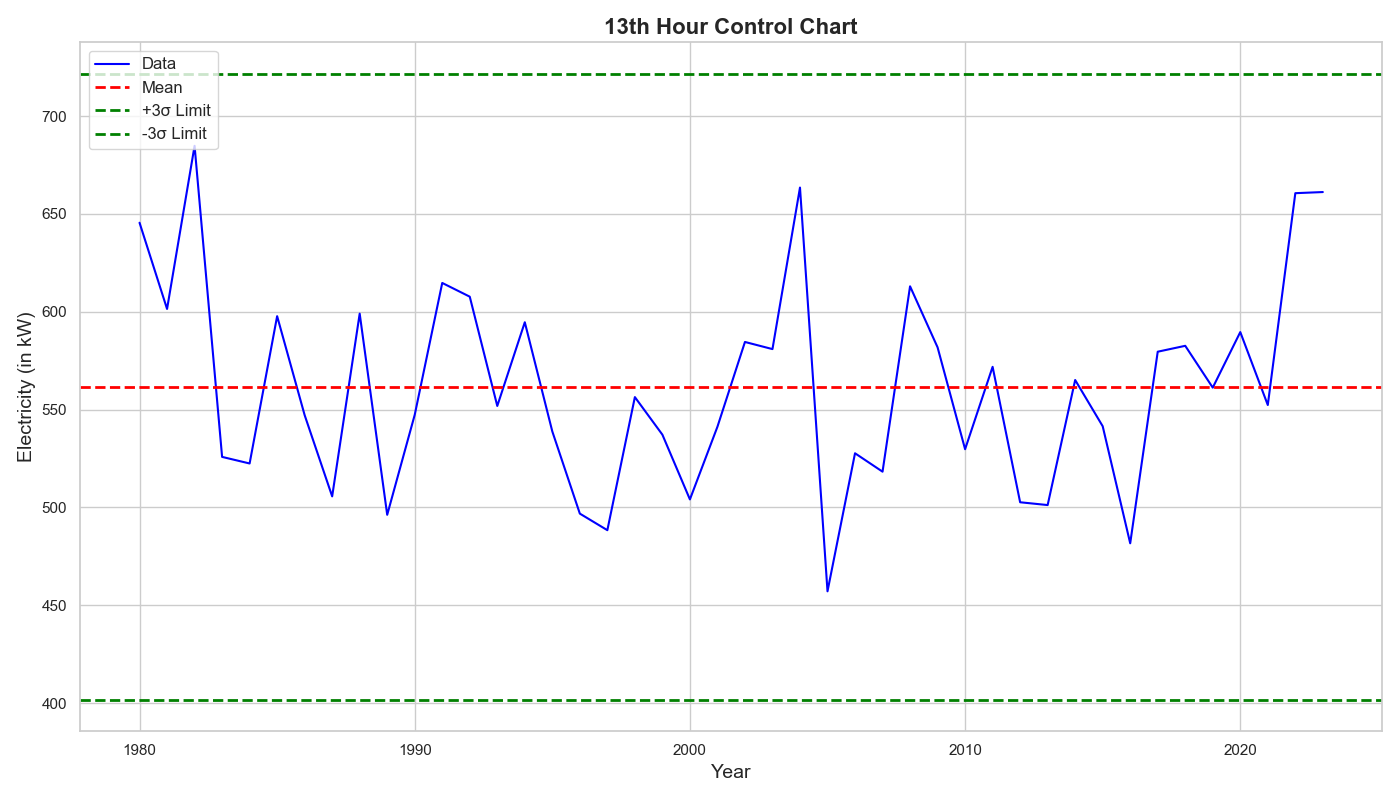 13th Hour Control Chart
Data
Mean
+3σ Limit
-3σ Limit
700
650
600
550
500
450
400
Electricity (in kW)
1980 1990 2000 2010 2020
Year